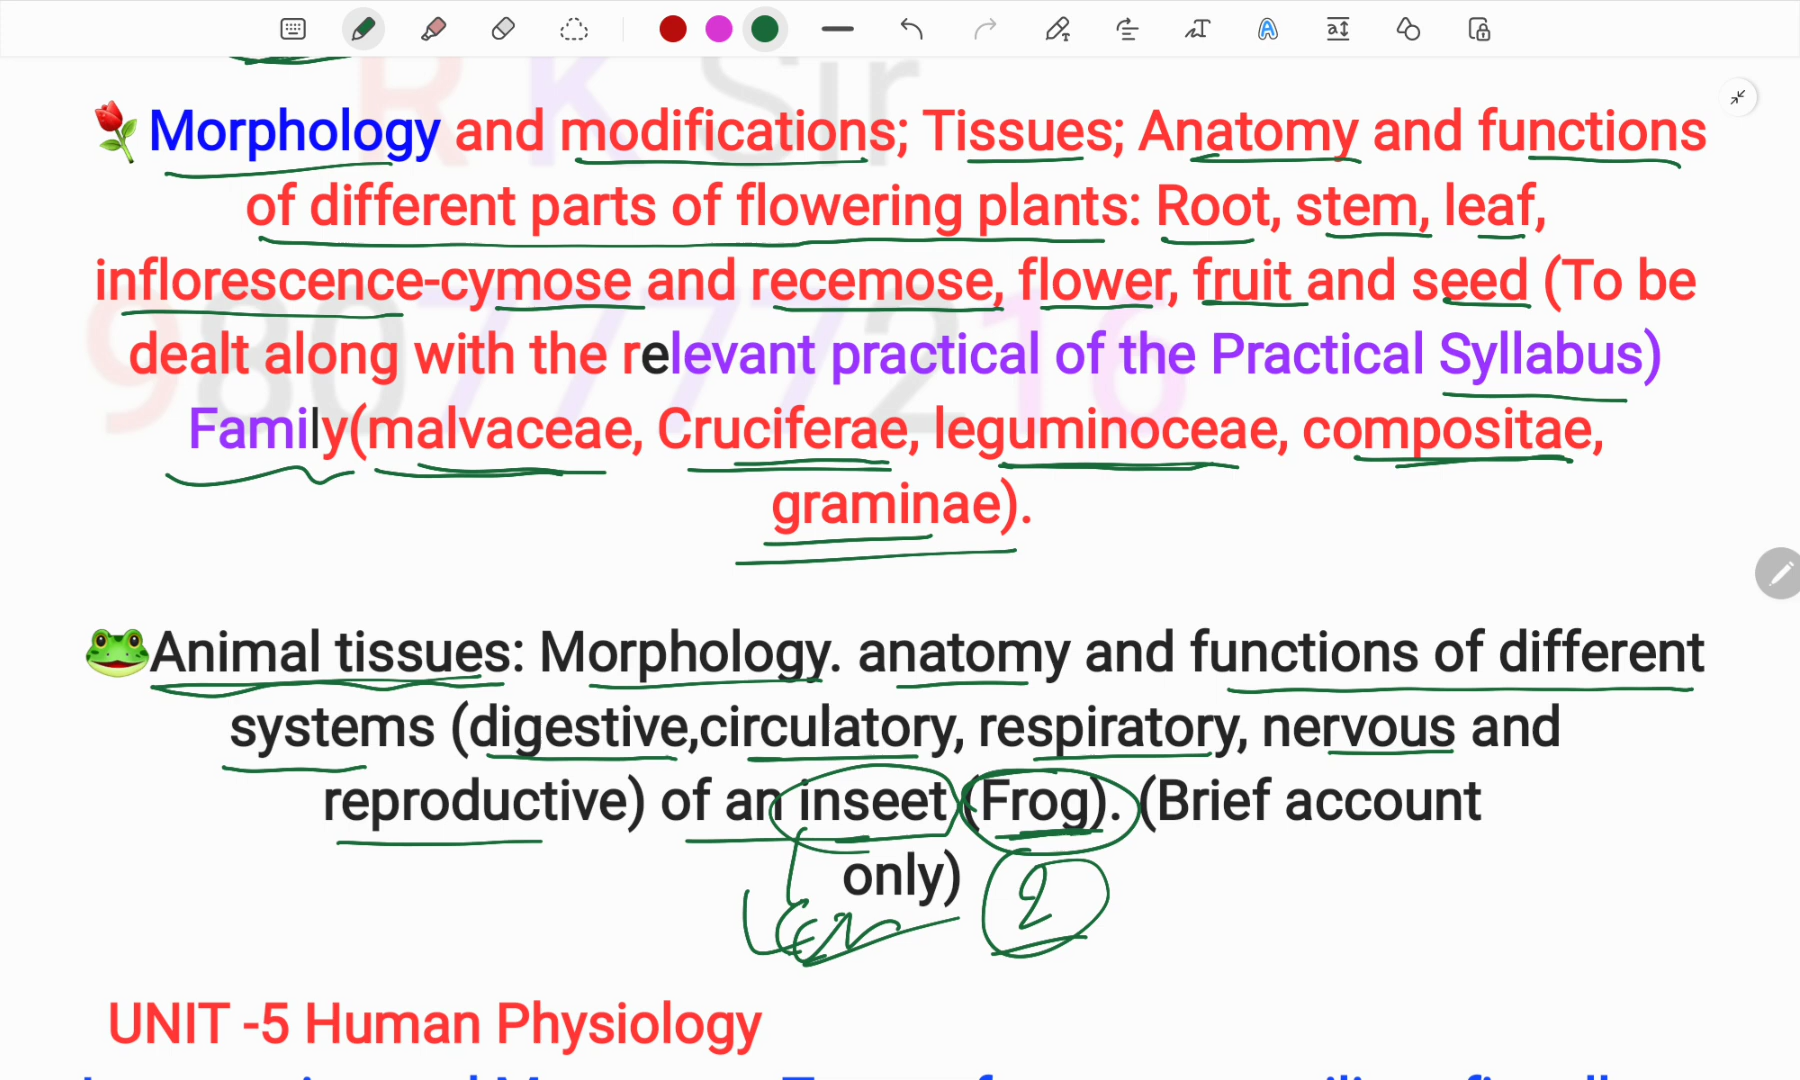 R K Sir
Morphology and modifications; Tissues; Anatomy and functions
of different parts of flowering plants: Root, stem, leaf,
inflorescence-cymose and recemose, flower, fruit and seed (To be
9807777216
dealt along with the relevant practical of the Practical Syllabus)
Family(malvaceae, Cruciferae, leguminoceae, compositae,
graminae).
Animal tissues: Morphology. anatomy and functions of different
systems (digestive,circulatory, respiratory, nervous and
reproductive) of an inseet (Frog). (Brief account
only)
UNIT -5 Human Physiology